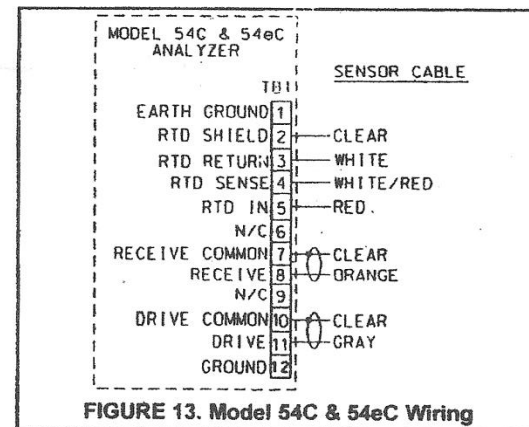 MODEL 54C & 54eC
ANALYZER
TB1
SENSOR CABLE
EARTH GROUND 1
RTD SHIELD 2 CLEAR
RTD RETURN 3 WHITE
RTD SENSE 4 WHITE/RED
RTD IN 5 RED
N/C 6
RECEIVE COMMON 7 CLEAR
RECEIVE 8 ORANGE
N/C 9
DRIVE COMMON 10 CLEAR
DRIVE 11 GRAY
GROUND 12
FIGURE 13. Model 54C & 54eC Wiring